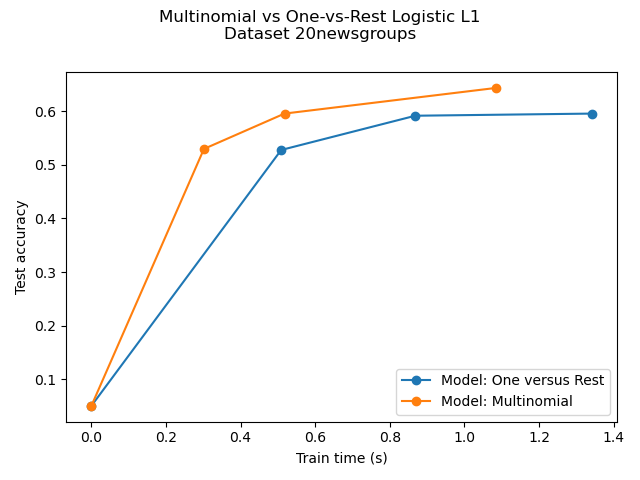 Multinomial vs One-vs-Rest Logistic L1
Dataset 20newsgroups
0.6
0.5
0.4
0.3
0.2
0.1
Test accuracy
Model: One versus Rest
Model: Multinomial
0.0 0.2 0.4 0.6 0.8 1.0 1.2 1.4
Train time (s)